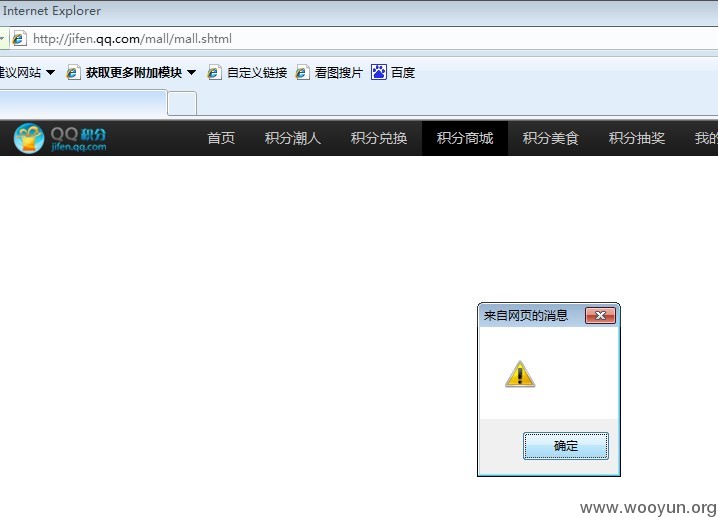 Internet Explorer
http://jifen.qq.com/mall/mall.shtml
建议网站 获取更多附加模块 自定义链接 看图搜片 百度
QQ积分 首页 积分潮人 积分兑换 积分商城 积分美食 积分抽奖 我的
jifen.qq.com
来自网页的消息
确定
www.wooyun.org